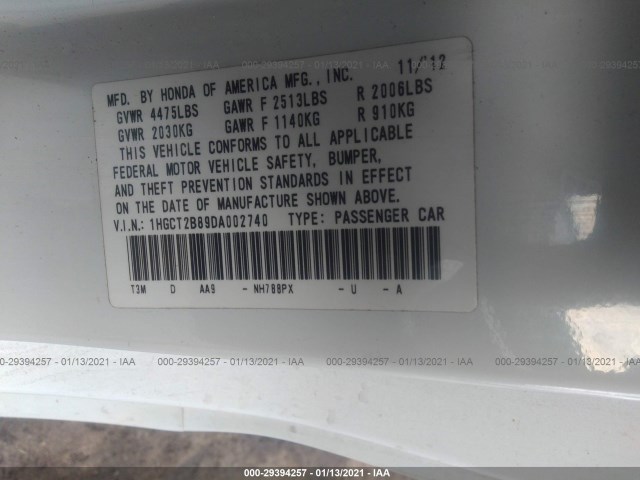 MFD. BY HONDA OF AMERICA MFG., INC. 11/'12
GVWR 4475LBS GAWR F 2513LBS R 2006LBS
GVWR 2030KG GAWR F 1140KG R 910KG
THIS VEHICLE CONFORMS TO ALL APPLICABLE
FEDERAL MOTOR VEHICLE SAFETY, BUMPER,
AND THEFT PREVENTION STANDARDS IN EFFECT
ON THE DATE OF MANUFACTURE SHOWN ABOVE.
V.I.N.: 1HGCT2B89DA002740 TYPE: PASSENGER CAR
T3M D AA9 - NH788PX - U - A
000-29394257 - 01/13/2021 - IAA 000-29394257 - 01/13/2021 - IAA 000-29394257 - 01/13/2021 - IAA 000-29394257 - 01/13/2021 - IAA
000-29394257 - 01/13/2021 - IAA